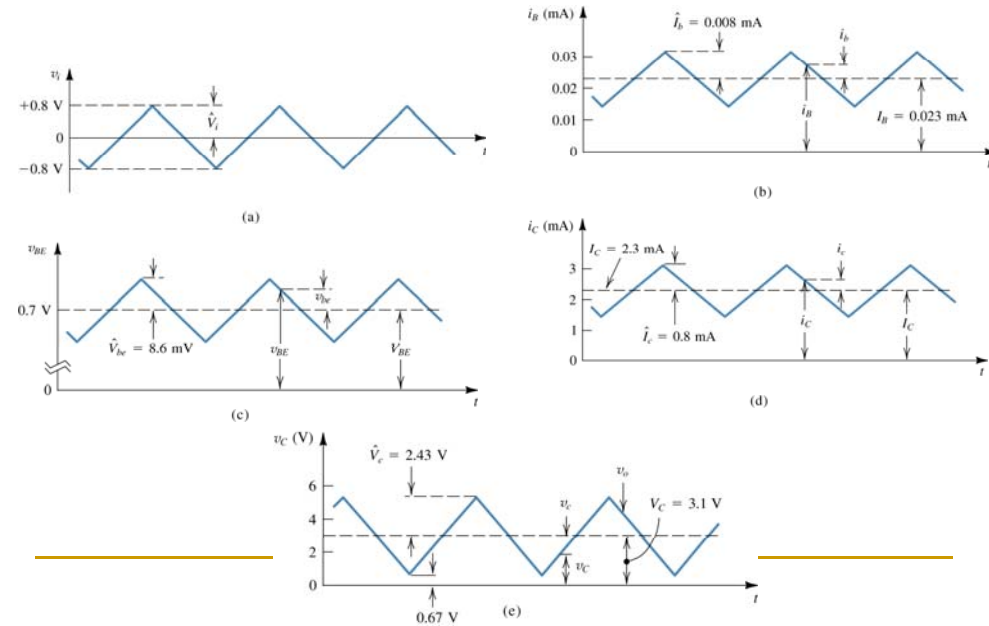 v_i
+0.8 V
0
−0.8 V
V̂_i
t
(a)
i_B (mA)
Î_b = 0.008 mA
i_b
0.03
0.02
0.01
0
i_B
I_B = 0.023 mA
t
(b)
v_BE
0.7 V
V̂_be = 8.6 mV
v_be
v_BE
V_BE
0
t
(c)
i_C (mA)
I_C = 2.3 mA
i_c
3
2
1
0
Î_c = 0.8 mA
i_C
I_C
t
(d)
v_C (V)
V̂_c = 2.43 V
v_o
v_c
V_C = 3.1 V
6
4
2
0
v_C
0.67 V
t
(e)